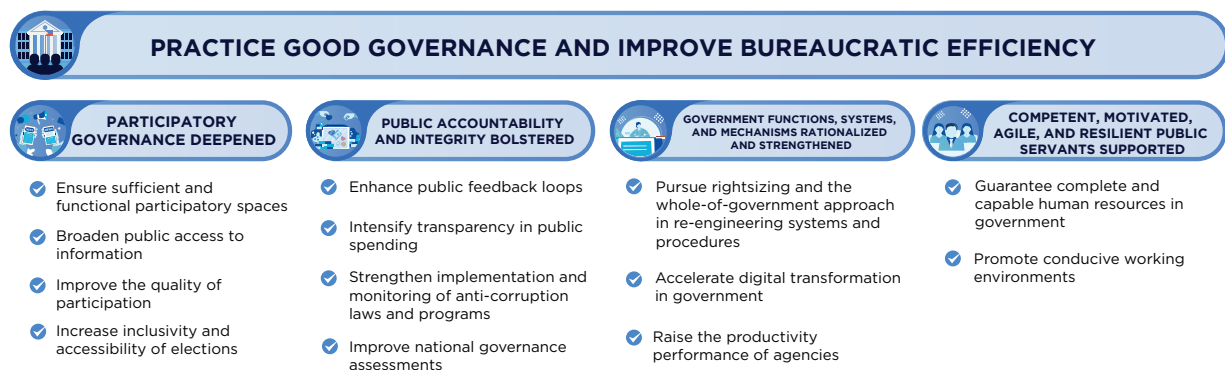 PRACTICE GOOD GOVERNANCE AND IMPROVE BUREAUCRATIC EFFICIENCY
PARTICIPATORY
GOVERNANCE DEEPENED
Ensure sufficient and
functional participatory spaces
Broaden public access to
information
Improve the quality of
participation
Increase inclusivity and
accessibility of elections
PUBLIC ACCOUNTABILITY
AND INTEGRITY BOLSTERED
Enhance public feedback loops
Intensify transparency in public
spending
Strengthen implementation and
monitoring of anti-corruption
laws and programs
Improve national governance
assessments
GOVERNMENT FUNCTIONS, SYSTEMS,
AND MECHANISMS RATIONALIZED
AND STRENGTHENED
Pursue rightsizing and the
whole-of-government approach
in re-engineering systems and
procedures
Accelerate digital transformation
in government
Raise the productivity
performance of agencies
COMPETENT, MOTIVATED,
AGILE, AND RESILIENT PUBLIC
SERVANTS SUPPORTED
Guarantee complete and
capable human resources in
government
Promote conducive working
environments